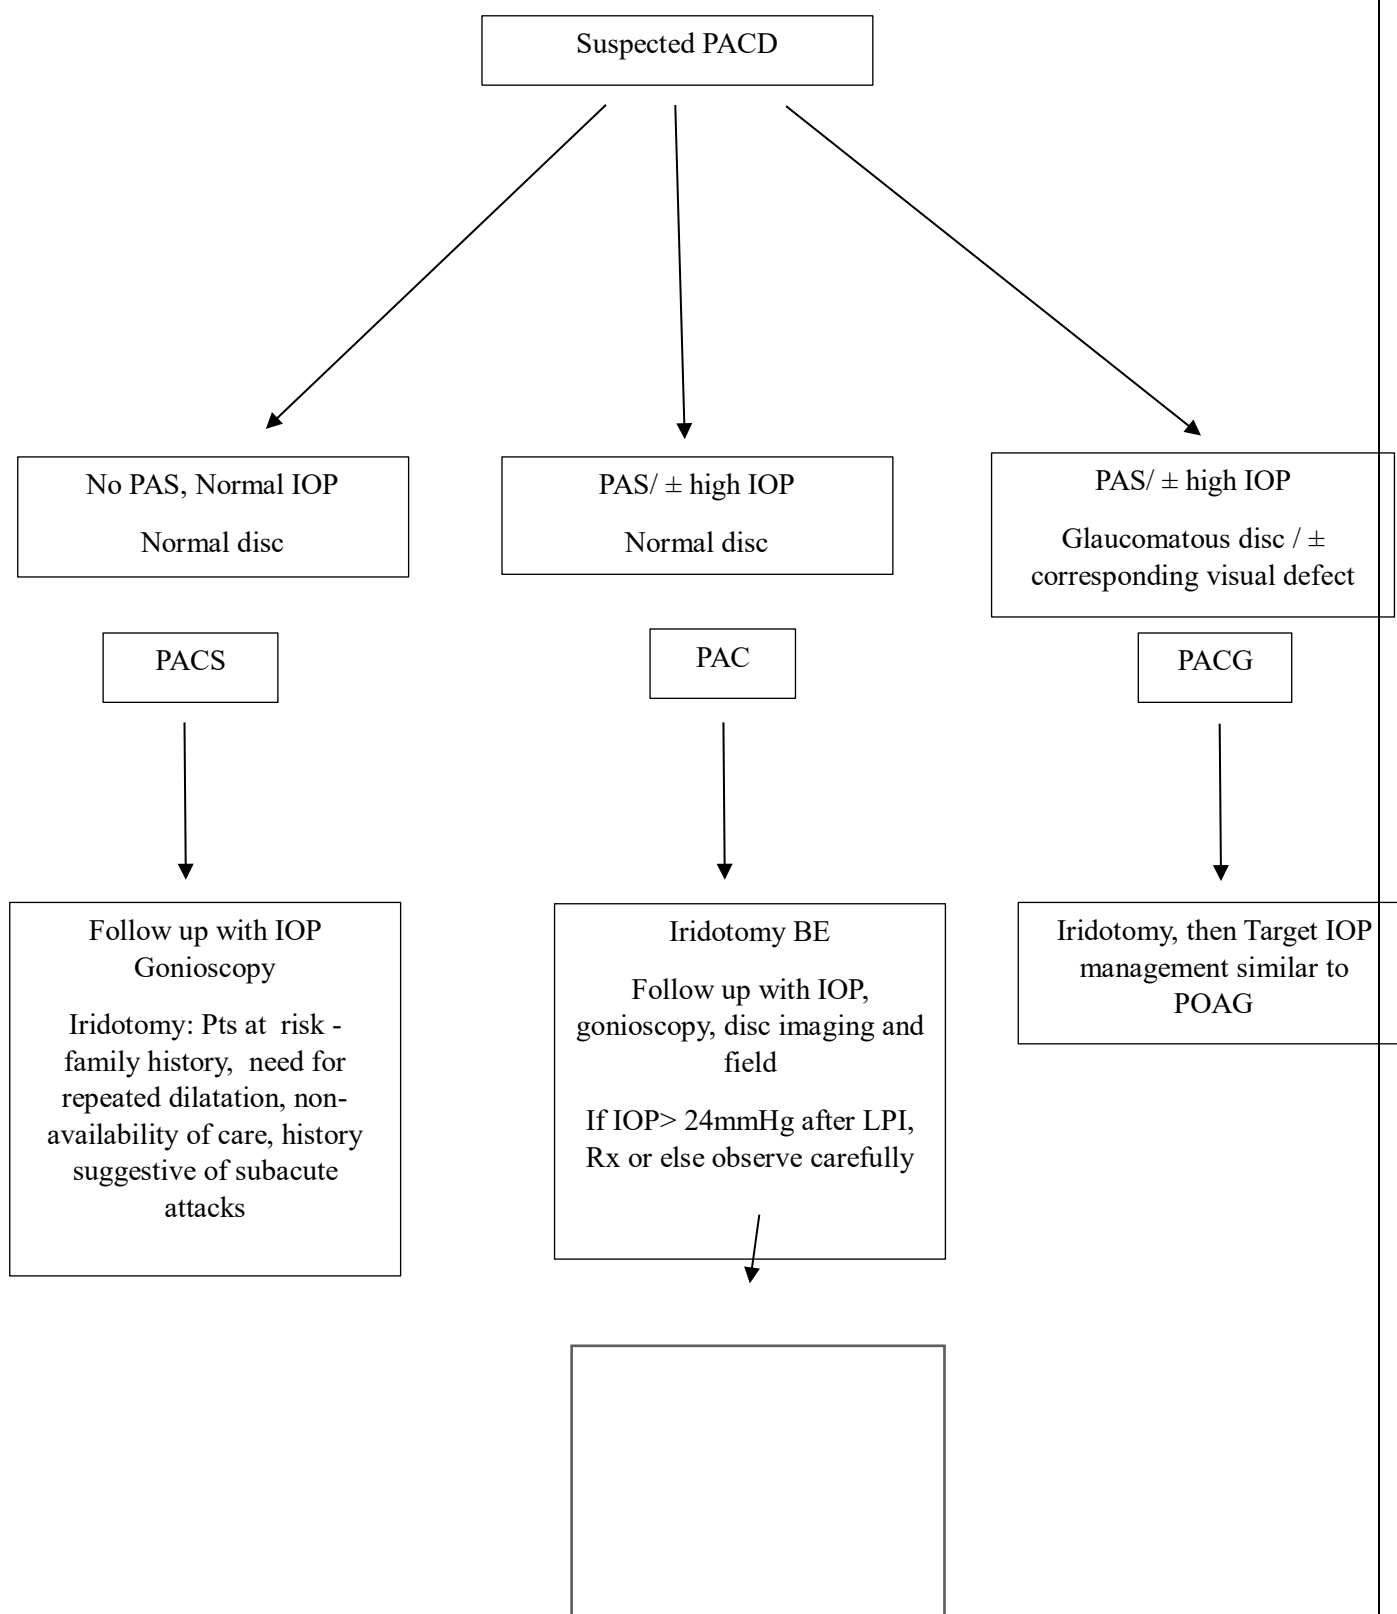 Suspected PACD
No PAS, Normal IOP
Normal disc
PAS/ ± high IOP
Normal disc
PAS/ ± high IOP
Glaucomatous disc / ±
corresponding visual defect
PACS
PAC
PACG
Follow up with IOP
Gonioscopy
Iridotomy: Pts at risk -
family history, need for
repeated dilatation, non-
availability of care, history
suggestive of subacute
attacks
Iridotomy BE
Follow up with IOP,
gonioscopy, disc imaging and
field
If IOP> 24mmHg after LPI,
Rx or else observe carefully
Iridotomy, then Target IOP
management similar to
POAG